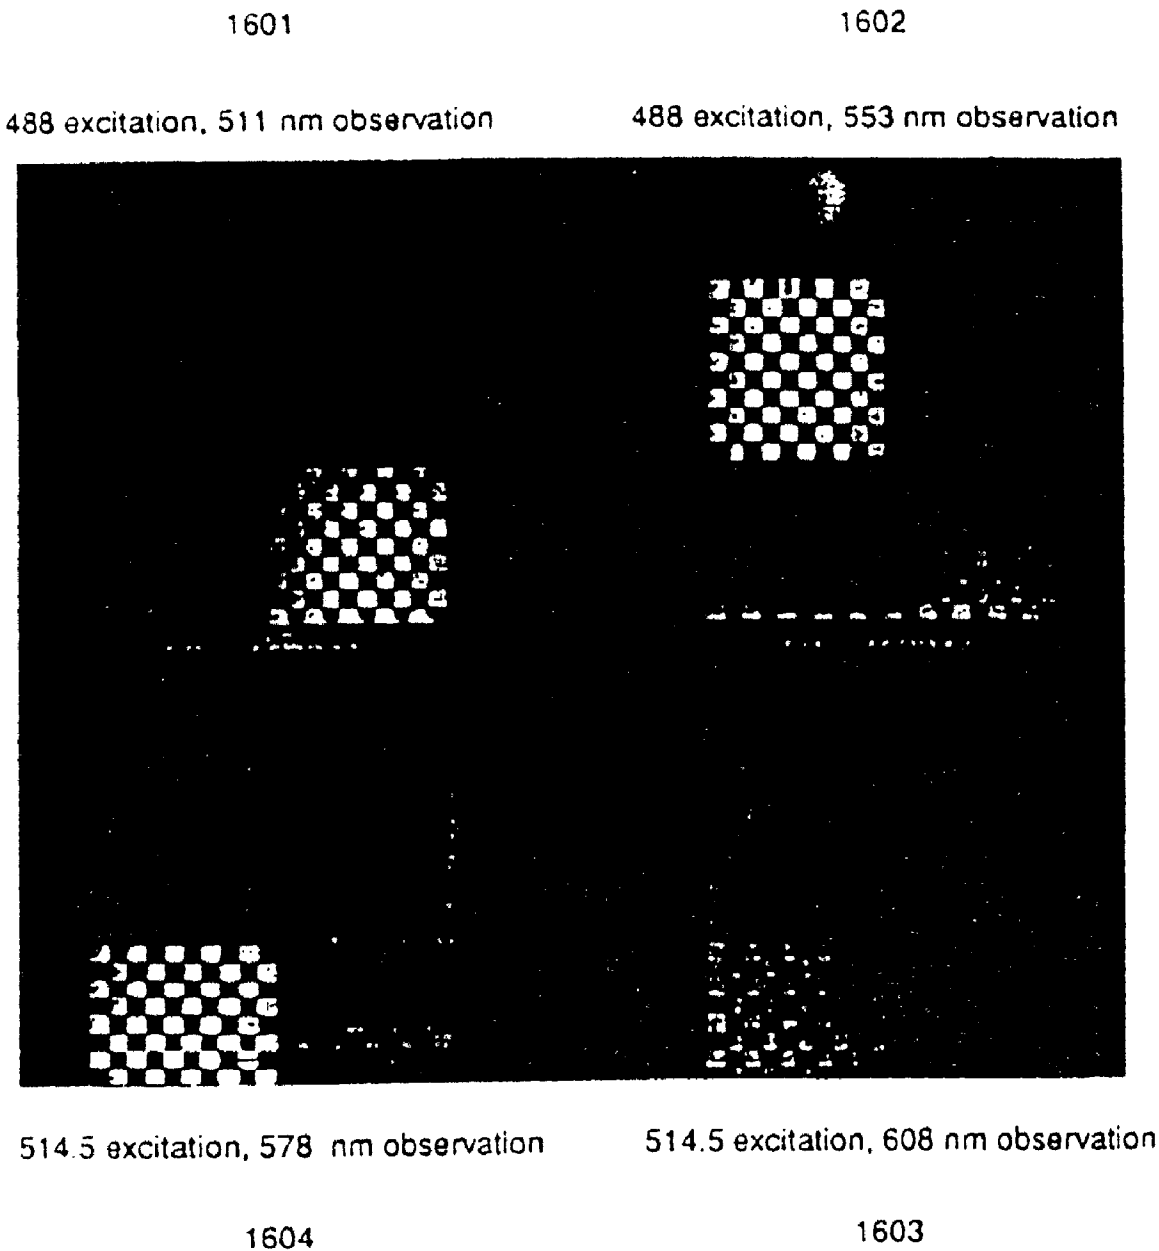 1601
1602
488 excitation, 511 nm observation
488 excitation, 553 nm observation
514.5 excitation, 578 nm observation
514.5 excitation, 608 nm observation
1604
1603